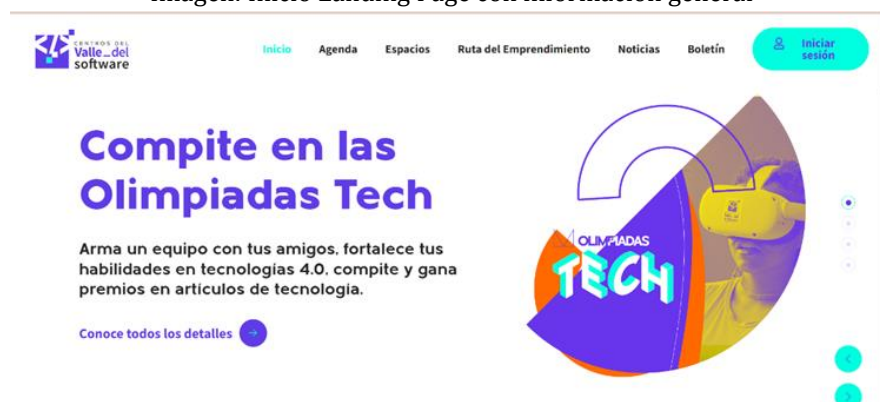 Imagen: Inicio Landing Page con información general
CENTROS DEL
Valle_del
software
Inicio
Agenda
Espacios
Ruta del Emprendimiento
Noticias
Boletín
Iniciar
sesión
Compite en las
Olimpiadas Tech
Arma un equipo con tus amigos, fortalece tus
habilidades en tecnologías 4.0, compite y gana
premios en artículos de tecnología.
Conoce todos los detalles
OLIMPIADAS
TECH